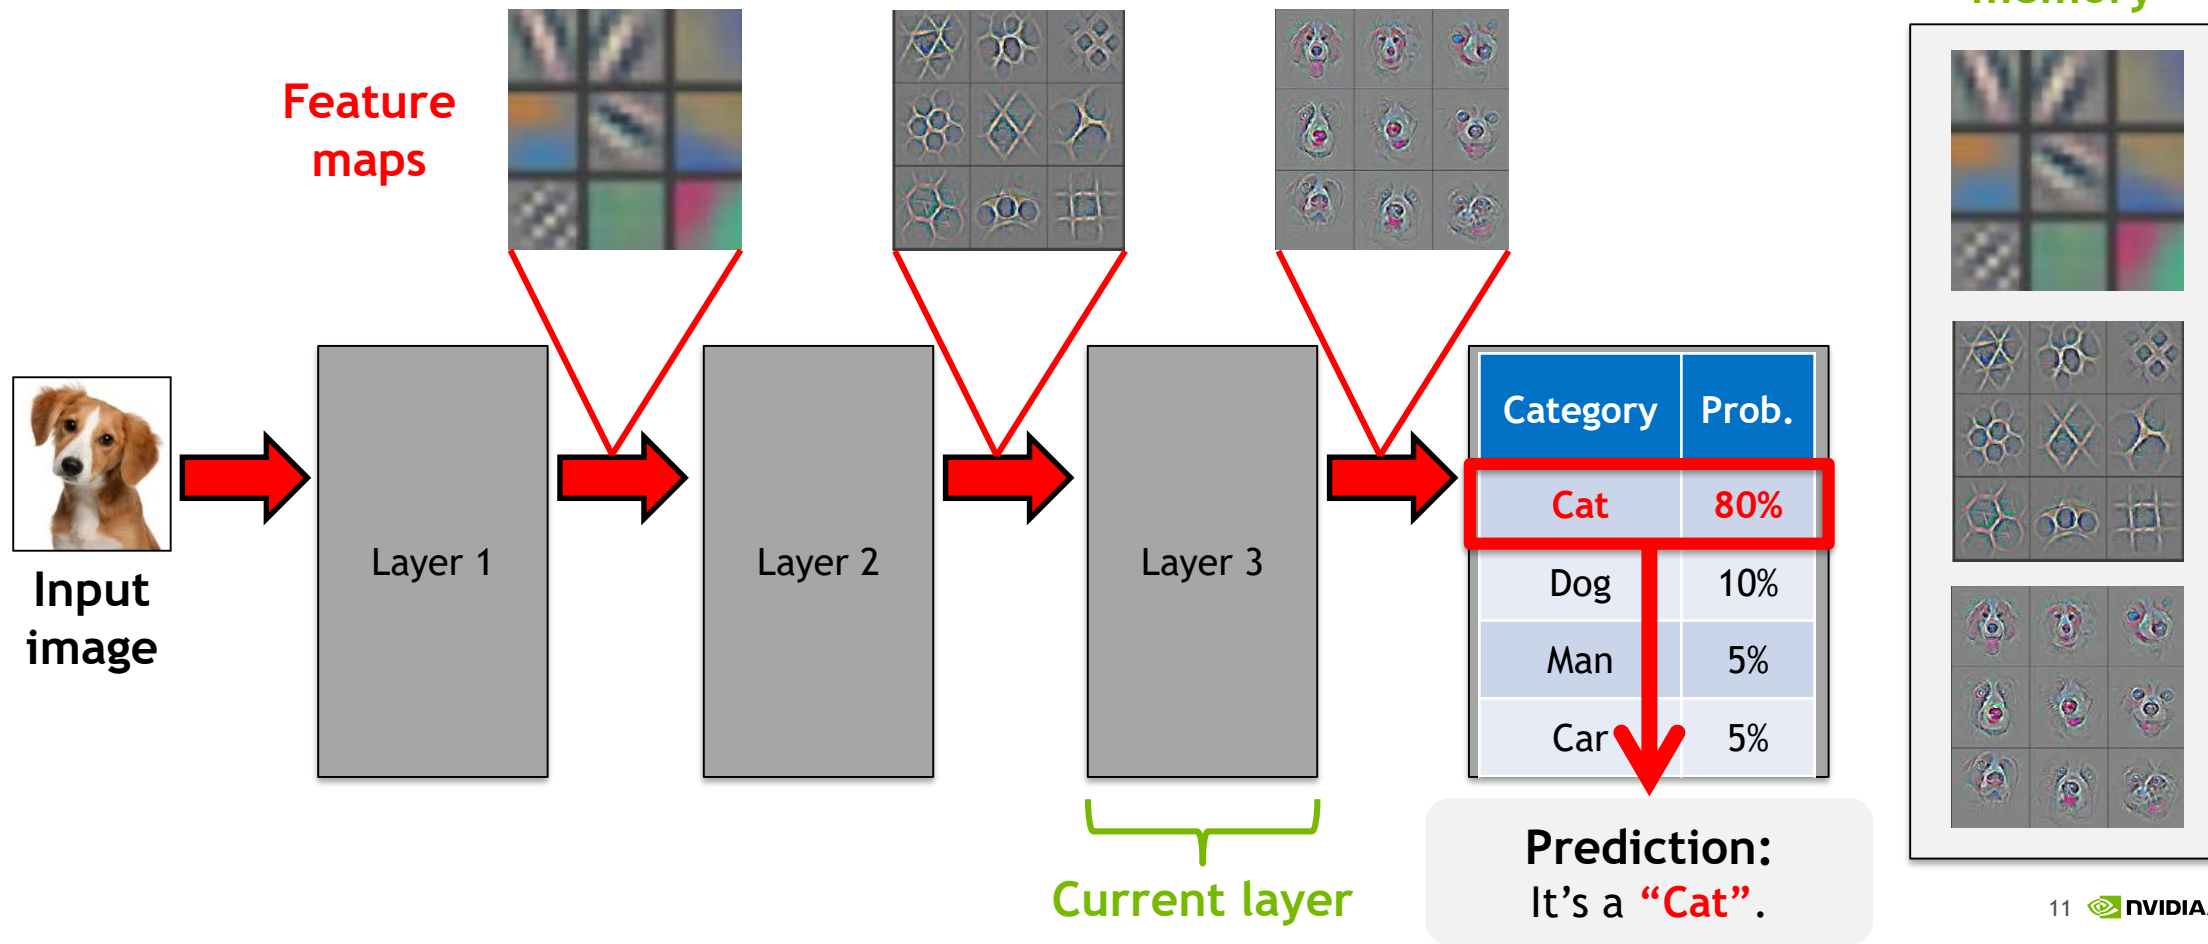 Feature
maps
Input
image
Layer 1
Layer 2
Layer 3
Category Prob.
Cat 80%
Dog 10%
Man 5%
Car 5%
Current layer
Prediction:
It's a “Cat”.
memory
11 NVIDIA.